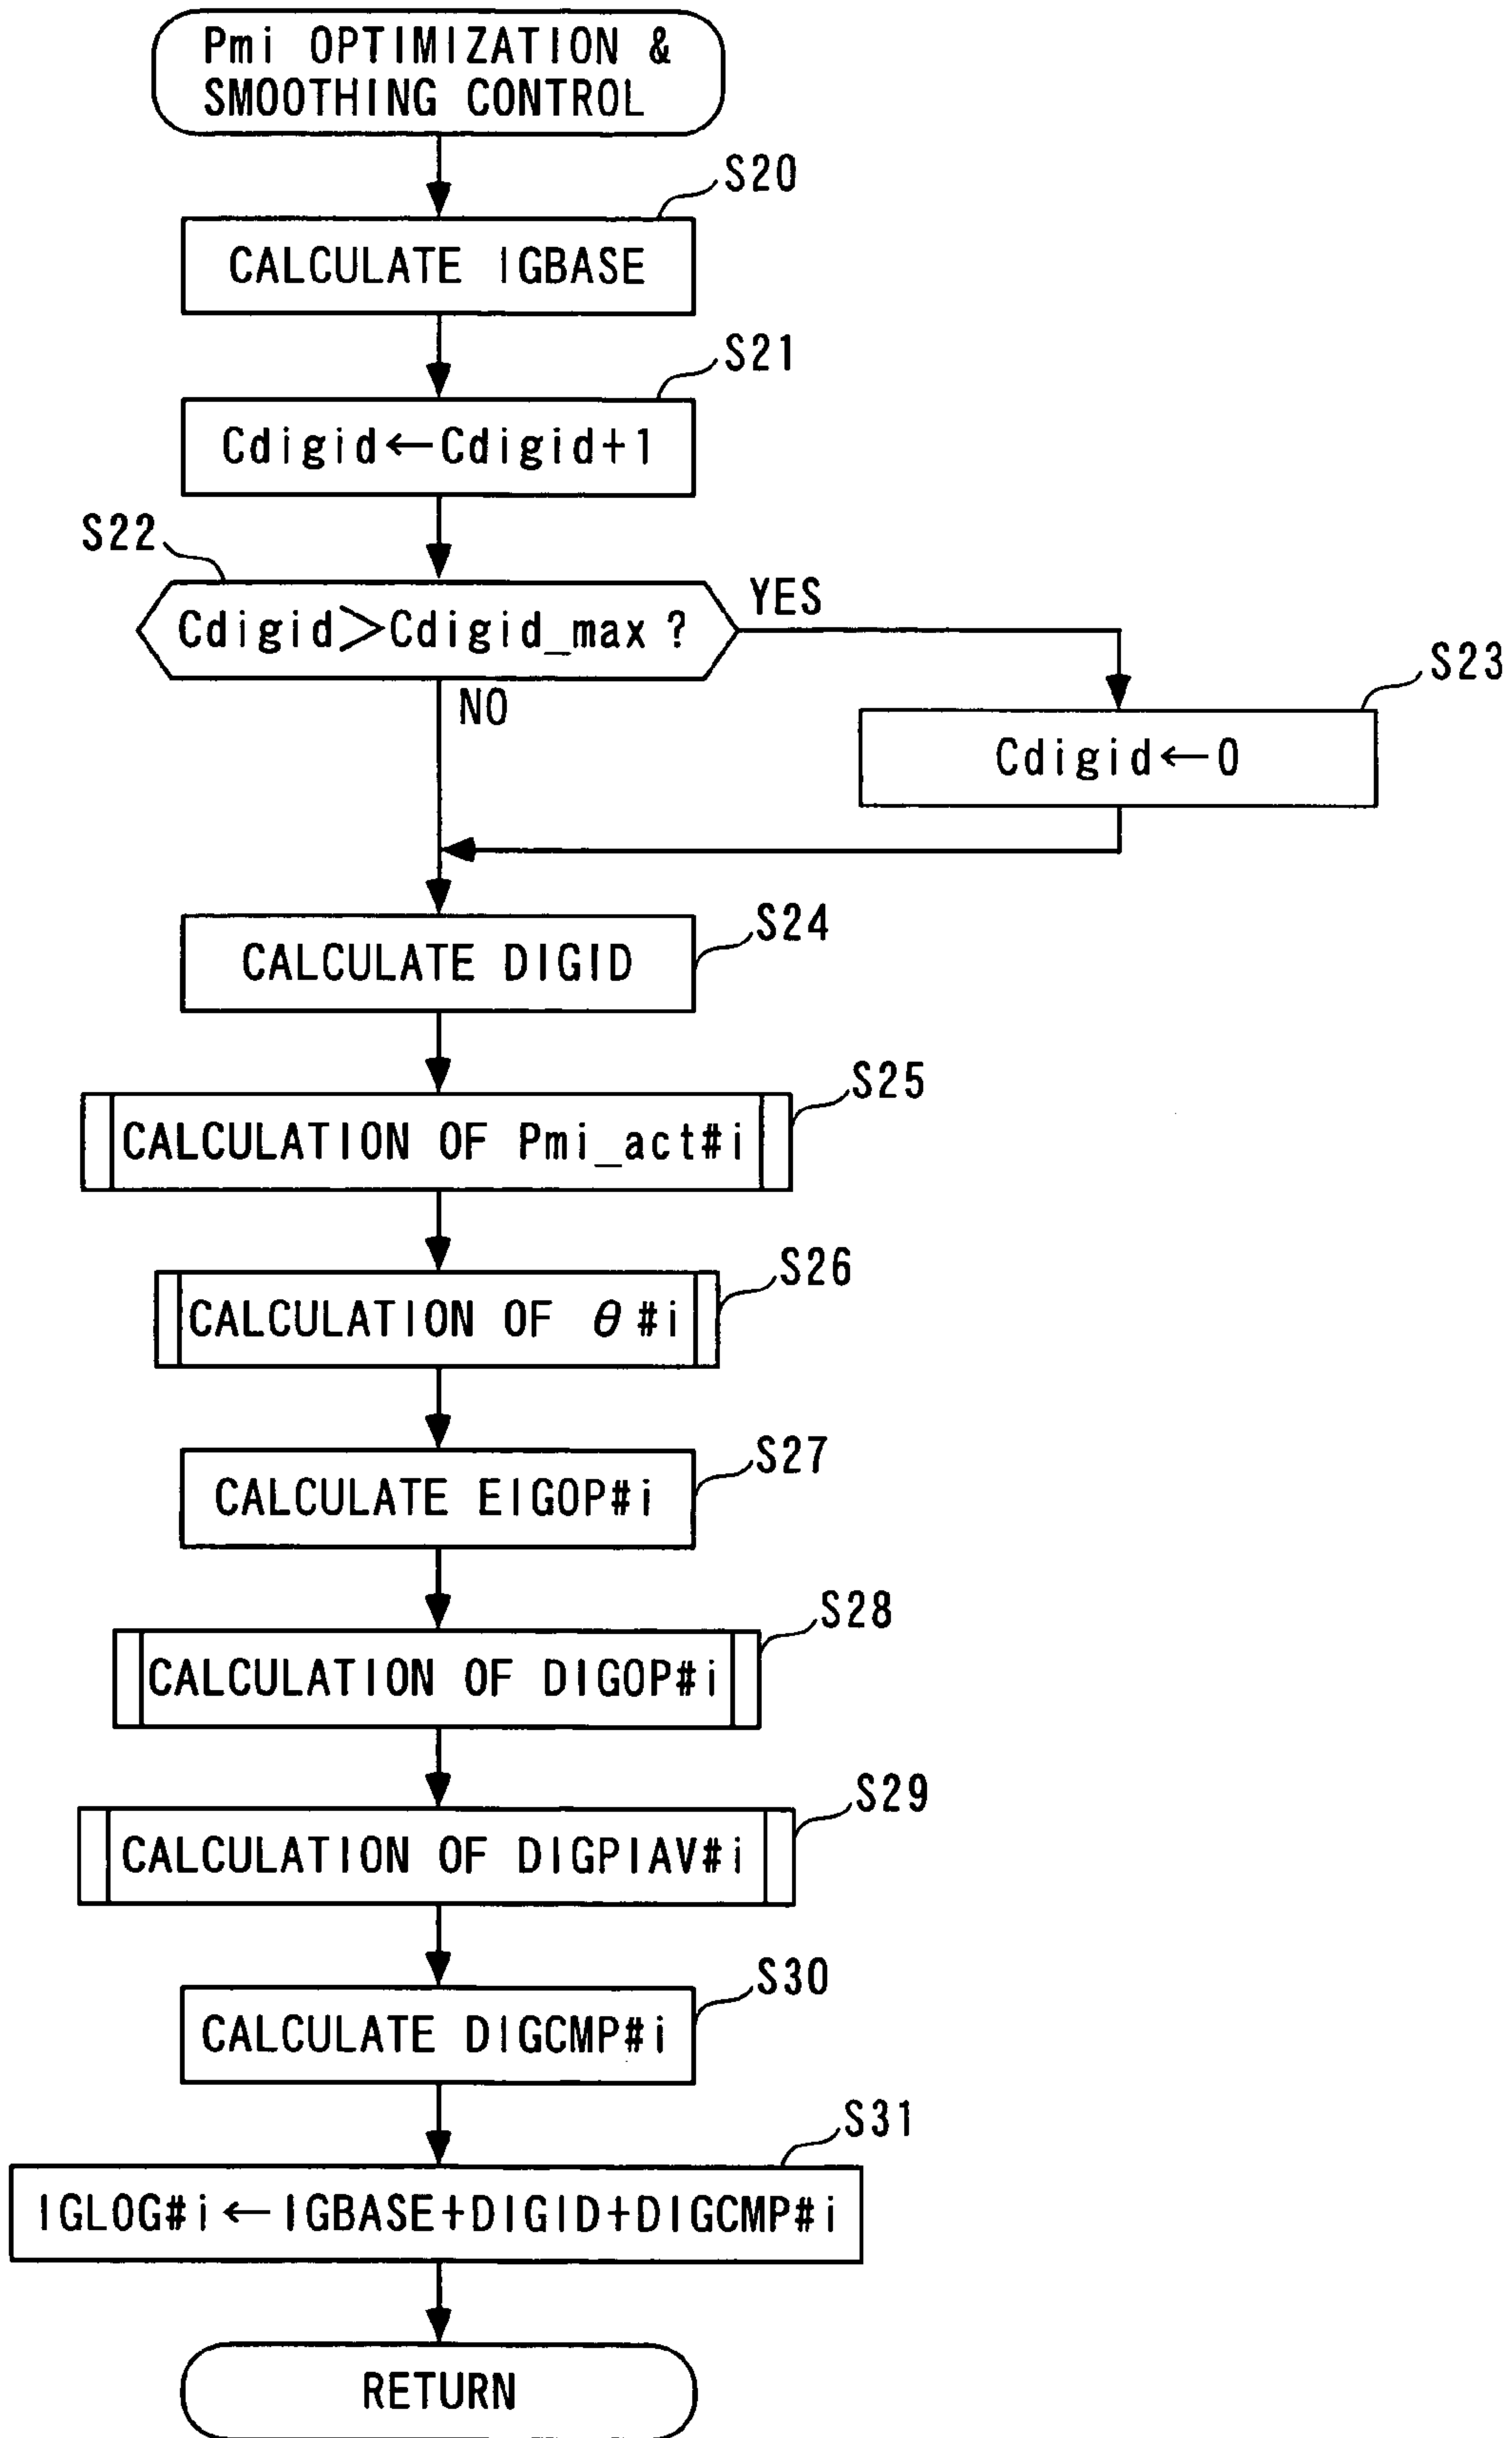 Pmi OPTIMIZATION &
SMOOTHING CONTROL
S20
CALCULATE IGBASE
S21
Cdigid←Cdigid+1
S22
Cdigid>Cdigid_max ?
YES
NO
S23
Cdigid←0
S24
CALCULATE DIGID
S25
CALCULATION OF Pmi_act#i
S26
CALCULATION OF θ#i
S27
CALCULATE EIGOP#i
S28
CALCULATION OF DIGOP#i
S29
CALCULATION OF DIGPIAV#i
S30
CALCULATE DIGCMP#i
S31
IGLOG#i←IGBASE+DIGID+DIGCMP#i
RETURN